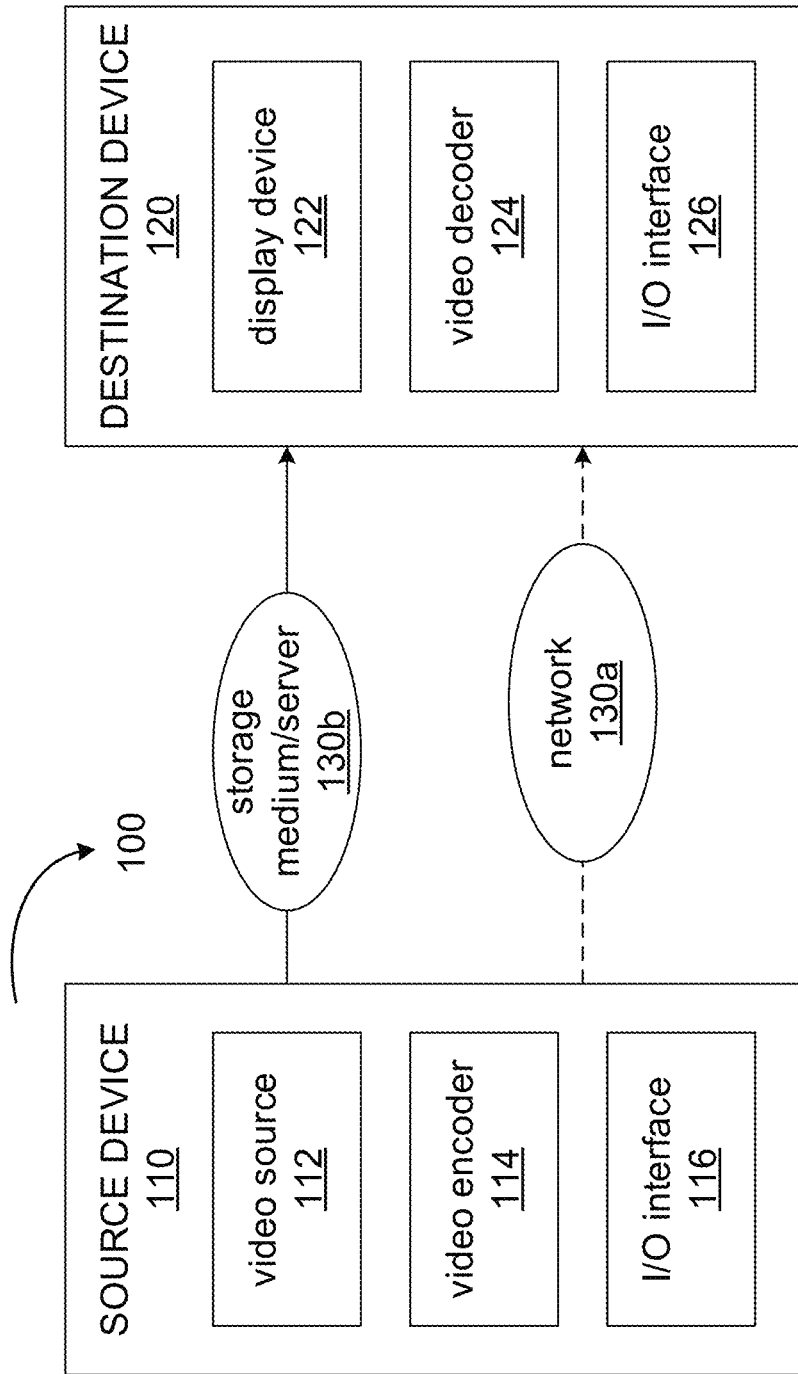 100
SOURCE DEVICE
110
video source
112
video encoder
114
I/O interface
116
storage
medium/server
130b
network
130a
DESTINATION DEVICE
120
display device
122
video decoder
124
I/O interface
126